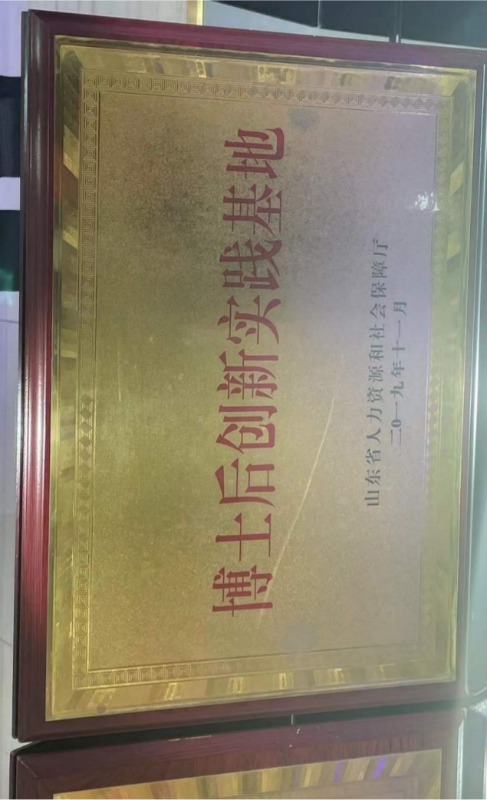 博士后创新实践基地
山东省人力资源和社会保障厅
二0一九年十一月